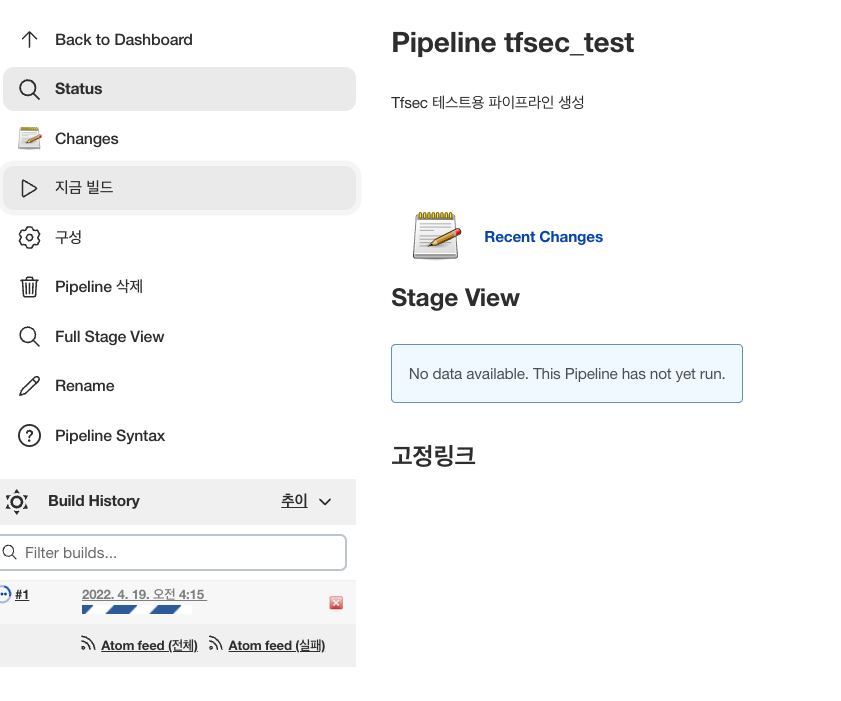 Back to Dashboard
Status
Changes
지금 빌드
구성
Pipeline 삭제
Full Stage View
Rename
Pipeline Syntax
Build History 추이
Filter builds...
#1 2022. 4. 19. 오전 4:15
Atom feed (전체) Atom feed (실패)
Pipeline tfsec_test
Tfsec 테스트용 파이프라인 생성
Recent Changes
Stage View
No data available. This Pipeline has not yet run.
고정링크